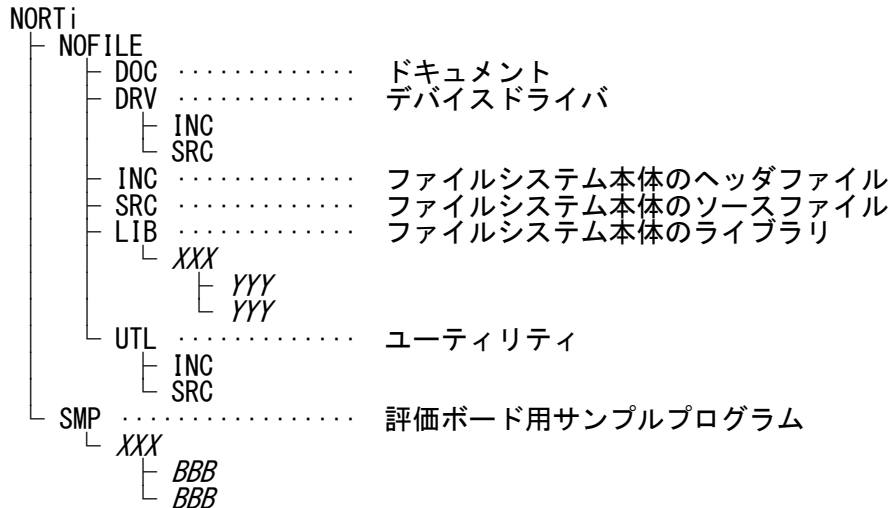 NORTi
├ NOFILE
│ ├ DOC ············· ドキュメント
│ ├ DRV ············· デバイスドライバ
│ │ ├ INC
│ │ └ SRC
│ ├ INC ············· ファイルシステム本体のヘッダファイル
│ ├ SRC ············· ファイルシステム本体のソースファイル
│ ├ LIB ············· ファイルシステム本体のライブラリ
│ │ └ XXX
│ │ ├ YYY
│ │ └ YYY
│ └ UTL ············· ユーティリティ
│ ├ INC
│ └ SRC
└ SMP ··················· 評価ボード用サンプルプログラム
└ XXX
├ BBB
└ BBB